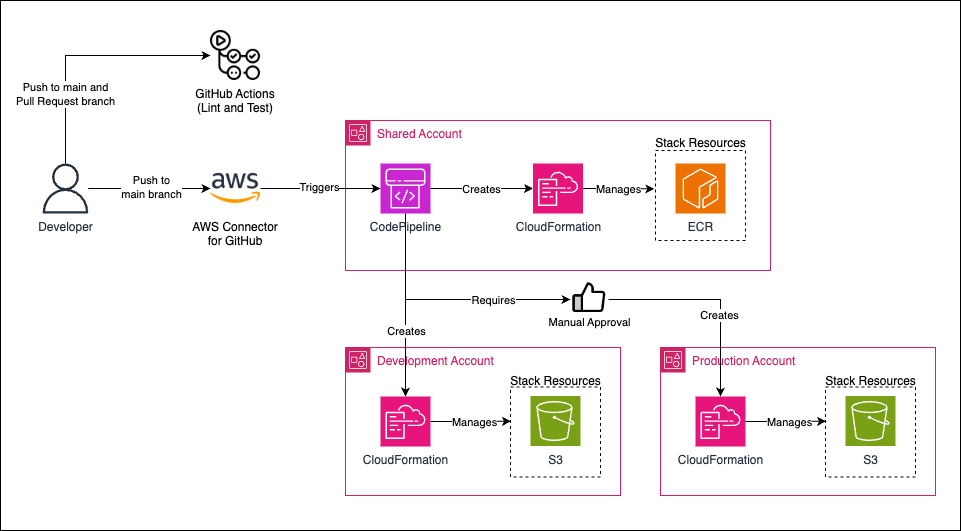 Push to main and
Pull Request branch
GitHub Actions
(Lint and Test)
Developer
Push to
main branch
aws
AWS Connector
for GitHub
Triggers
Shared Account
CodePipeline
Creates
CloudFormation
Manages
Stack Resources
ECR
Requires
Manual Approval
Creates
Creates
Development Account
CloudFormation
Manages
Stack Resources
S3
Production Account
CloudFormation
Manages
Stack Resources
S3